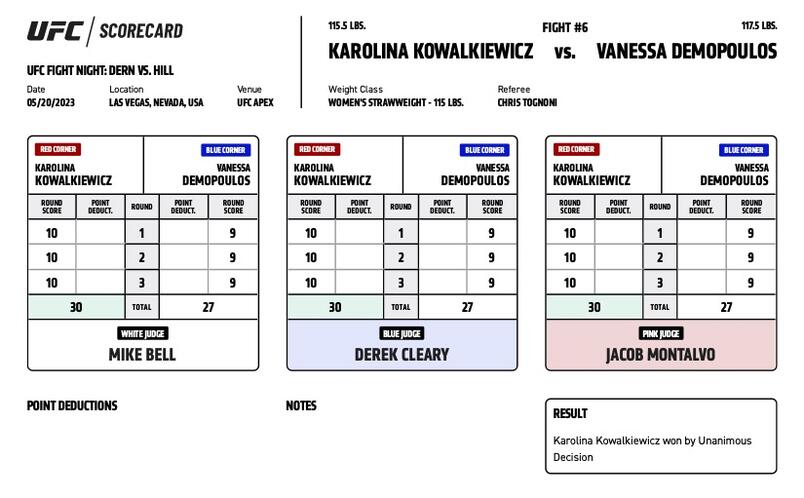 UFC / SCORECARD
UFC FIGHT NIGHT: DERN VS. HILL
Date Location Venue
05/20/2023 LAS VEGAS, NEVADA, USA UFC APEX
115.5 LBS. FIGHT #6 117.5 LBS.
KAROLINA KOWALKIEWICZ vs. VANESSA DEMOPOULOS
Weight Class Referee
WOMEN'S STRAWWEIGHT - 115 LBS. CHRIS TOGNONI
RED CORNER BLUE CORNER
KAROLINA VANESSA
KOWALKIEWICZ DEMOPOULOS
ROUND SCORE POINT DEDUCT. ROUND POINT DEDUCT. ROUND SCORE
10 1 9
10 2 9
10 3 9
30 TOTAL 27
WHITE JUDGE
MIKE BELL
RED CORNER BLUE CORNER
KAROLINA VANESSA
KOWALKIEWICZ DEMOPOULOS
ROUND SCORE POINT DEDUCT. ROUND POINT DEDUCT. ROUND SCORE
10 1 9
10 2 9
10 3 9
30 TOTAL 27
BLUE JUDGE
DEREK CLEARY
RED CORNER BLUE CORNER
KAROLINA VANESSA
KOWALKIEWICZ DEMOPOULOS
ROUND SCORE POINT DEDUCT. ROUND POINT DEDUCT. ROUND SCORE
10 1 9
10 2 9
10 3 9
30 TOTAL 27
PINK JUDGE
JACOB MONTALVO
POINT DEDUCTIONS
NOTES
RESULT
Karolina Kowalkiewicz won by Unanimous
Decision